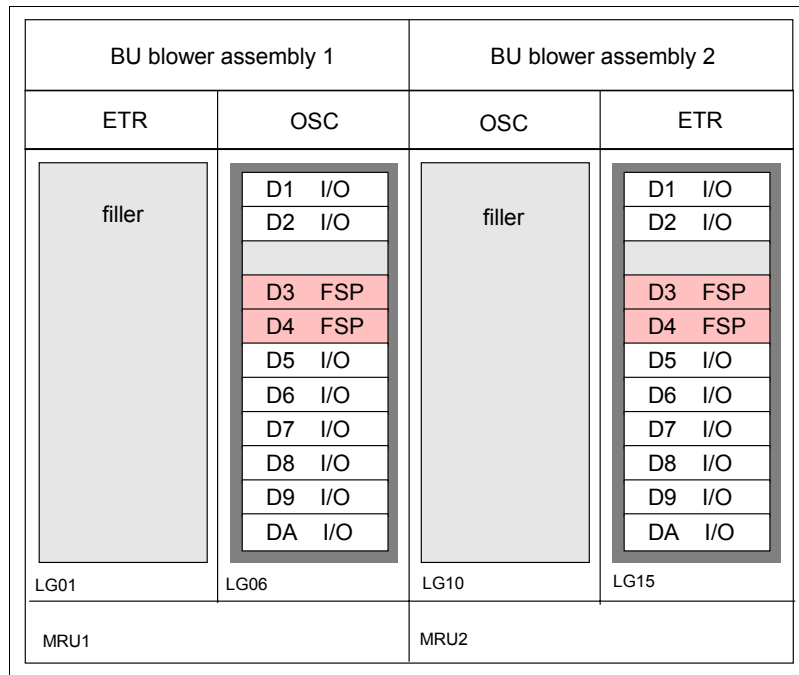 BU blower assembly 1 BU blower assembly 2
ETR OSC OSC ETR
filler
D1 I/O
D2 I/O
D3 FSP
D4 FSP
D5 I/O
D6 I/O
D7 I/O
D8 I/O
D9 I/O
DA I/O
filler
D1 I/O
D2 I/O
D3 FSP
D4 FSP
D5 I/O
D6 I/O
D7 I/O
D8 I/O
D9 I/O
DA I/O
LG01 LG06 LG10 LG15
MRU1 MRU2